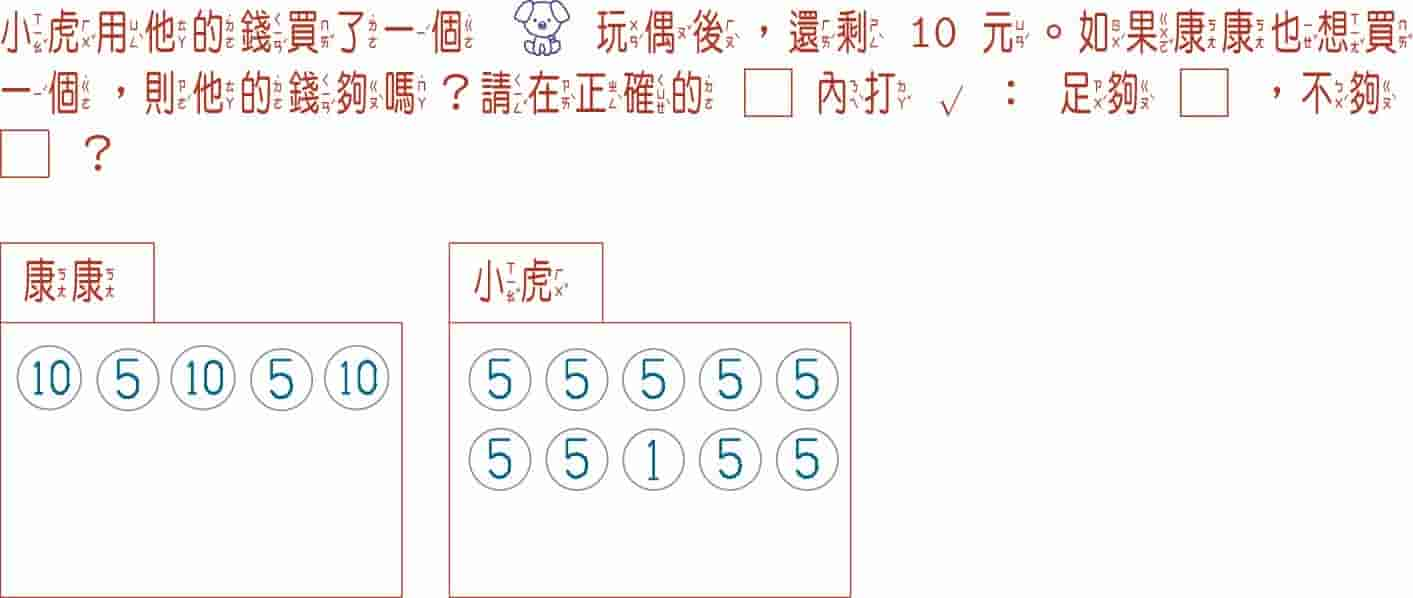 小虎用他的錢買了一個 玩偶後，還剩 10 元。如果康康也想買
一個，則他的錢夠嗎？請在正確的 □ 內打 ✓ ： 足夠 □ ，不夠
□ ？
康康 小虎
10 5 10 5 10 5 5 5 5 5
5 5 1 5 5